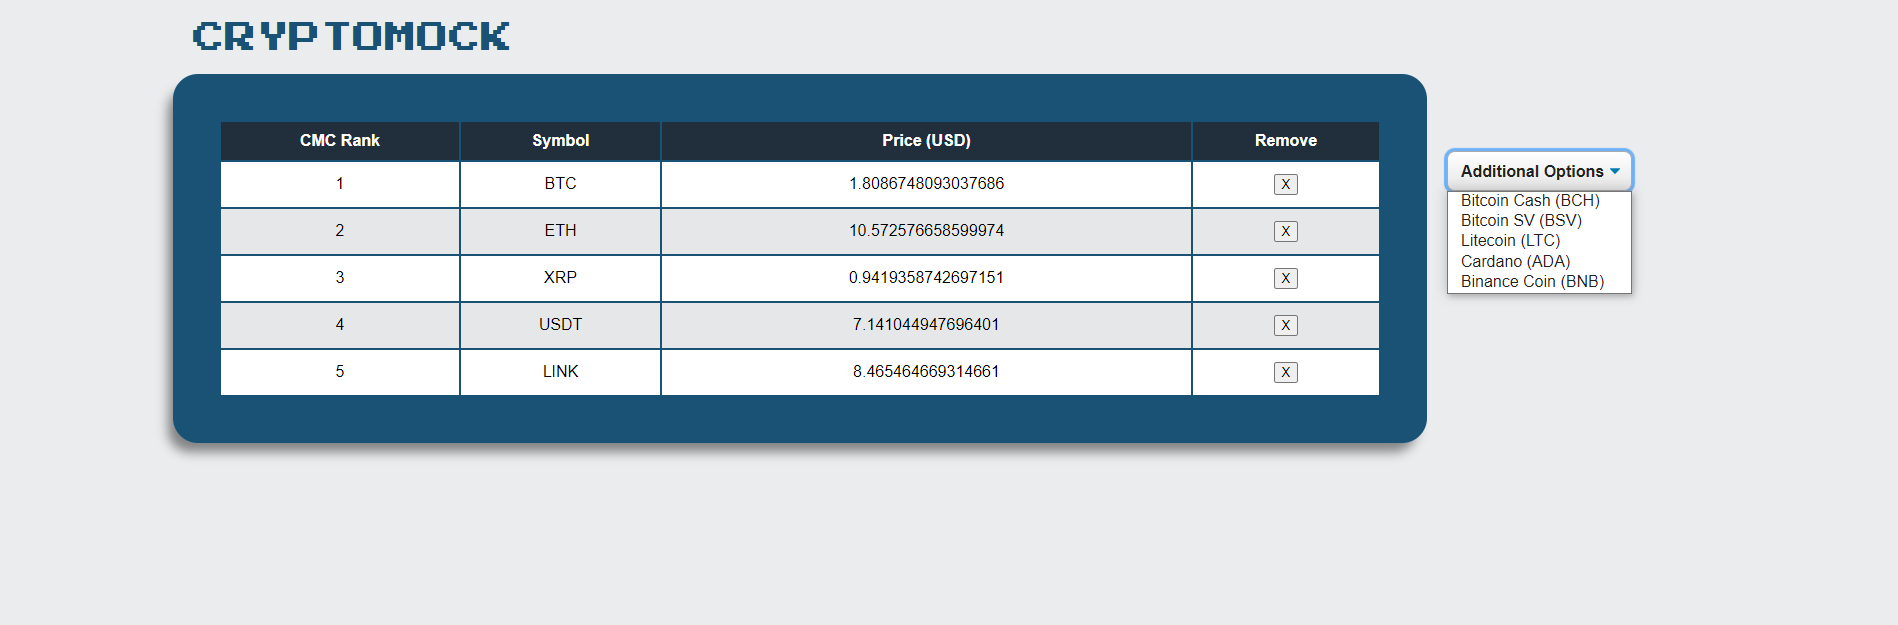 CRYPTOMOCK
CMC Rank Symbol Price (USD) Remove
1 BTC 1.8086748093037686 X
2 ETH 10.572576658599974 X
3 XRP 0.9419358742697151 X
4 USDT 7.141044947696401 X
5 LINK 8.465464669314661 X
Additional Options
Bitcoin Cash (BCH)
Bitcoin SV (BSV)
Litecoin (LTC)
Cardano (ADA)
Binance Coin (BNB)